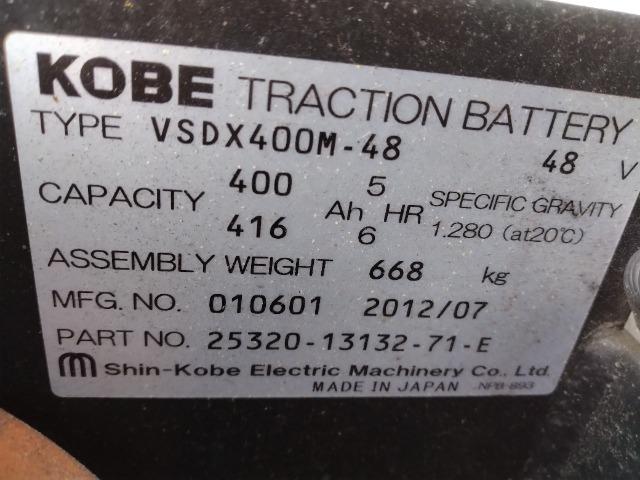 KOBE TRACTION BATTERY
TYPE VSDX400M-48 48 V
CAPACITY 400 5
416 Ah 6 HR SPECIFIC GRAVITY
1.280 (at20℃)
ASSEMBLY WEIGHT 668 kg
MFG. NO. 010601 2012/07
PART NO. 25320-13132-71-E
m Shin-Kobe Electric Machinery Co., Ltd.
MADE IN JAPAN NPB-893